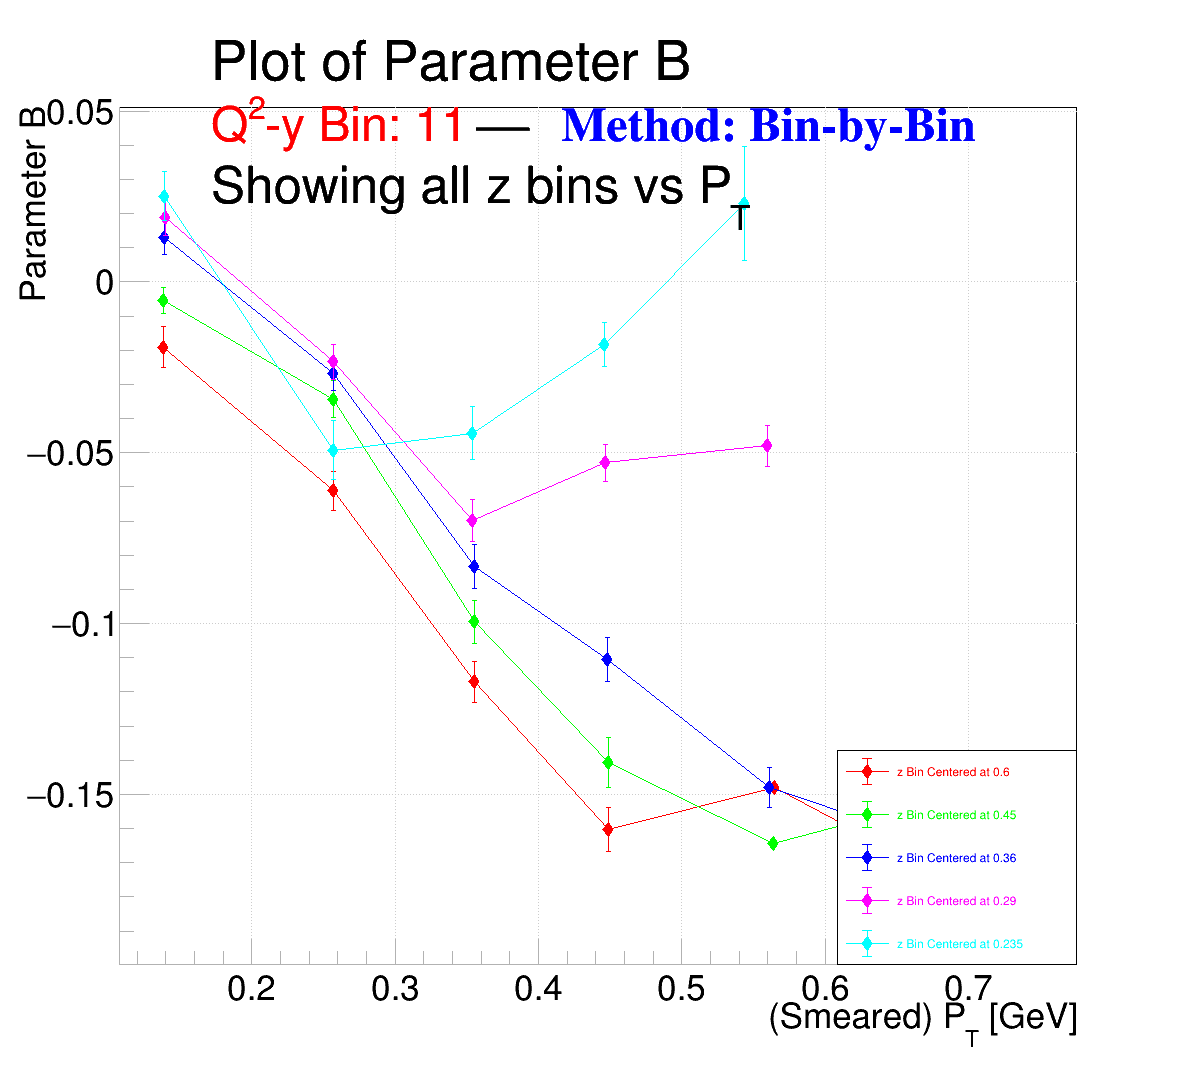 Plot of Parameter B
Q²-y Bin: 11 — Method: Bin-by-Bin
Showing all z bins vs P_T
Parameter B
0.05
0
−0.05
−0.1
−0.15
z Bin Centered at 0.6
z Bin Centered at 0.45
z Bin Centered at 0.36
z Bin Centered at 0.29
z Bin Centered at 0.235
0.2 0.3 0.4 0.5 0.6 0.7
(Smeared) P_T [GeV]